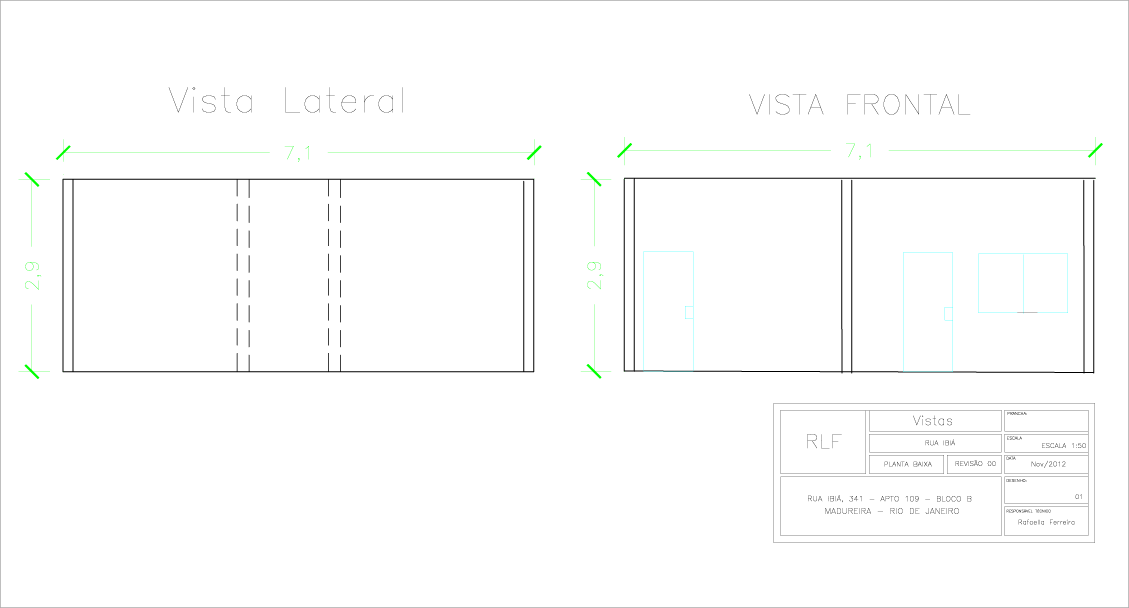 Vista Lateral
VISTA FRONTAL
7,1
7,1
2,9
2,9
RLF
Vistas
RUA IBIÁ
PLANTA BAIXA
REVISÃO 00
PRANCHA:
ESCALA
ESCALA 1:50
DATA
Nov/2012
RUA IBIÁ, 341 - APTO 109 - BLOCO B
MADUREIRA - RIO DE JANEIRO
DESENHO:
01
RESPONSÁVEL TÉCNICO
Rafaella Ferreira